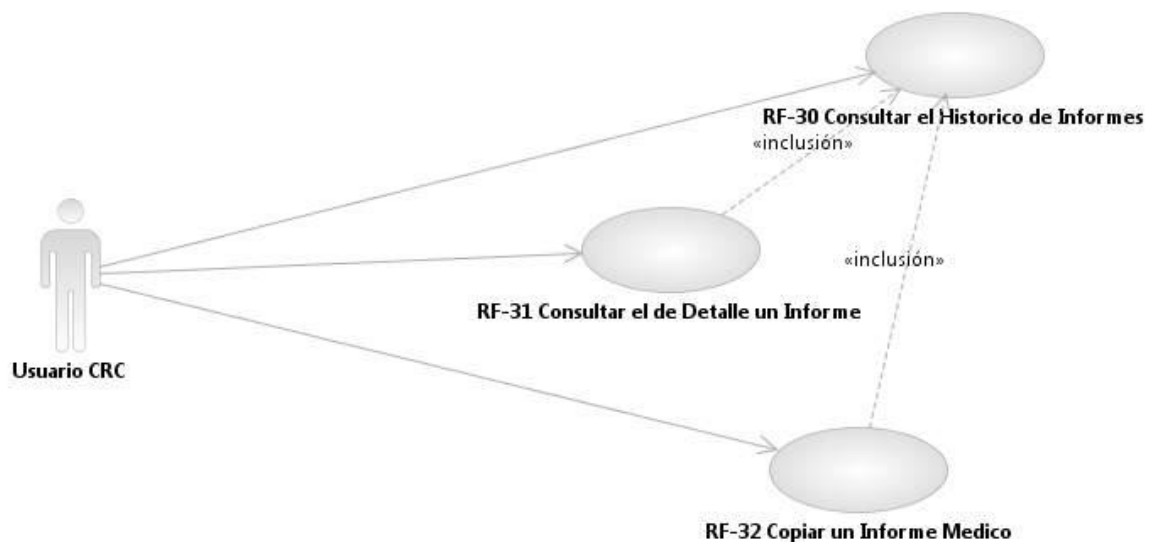 RF-30 Consultar el Historico de Informes
«inclusión»
«inclusión»
RF-31 Consultar el de Detalle un Informe
Usuario CRC
RF-32 Copiar un Informe Medico